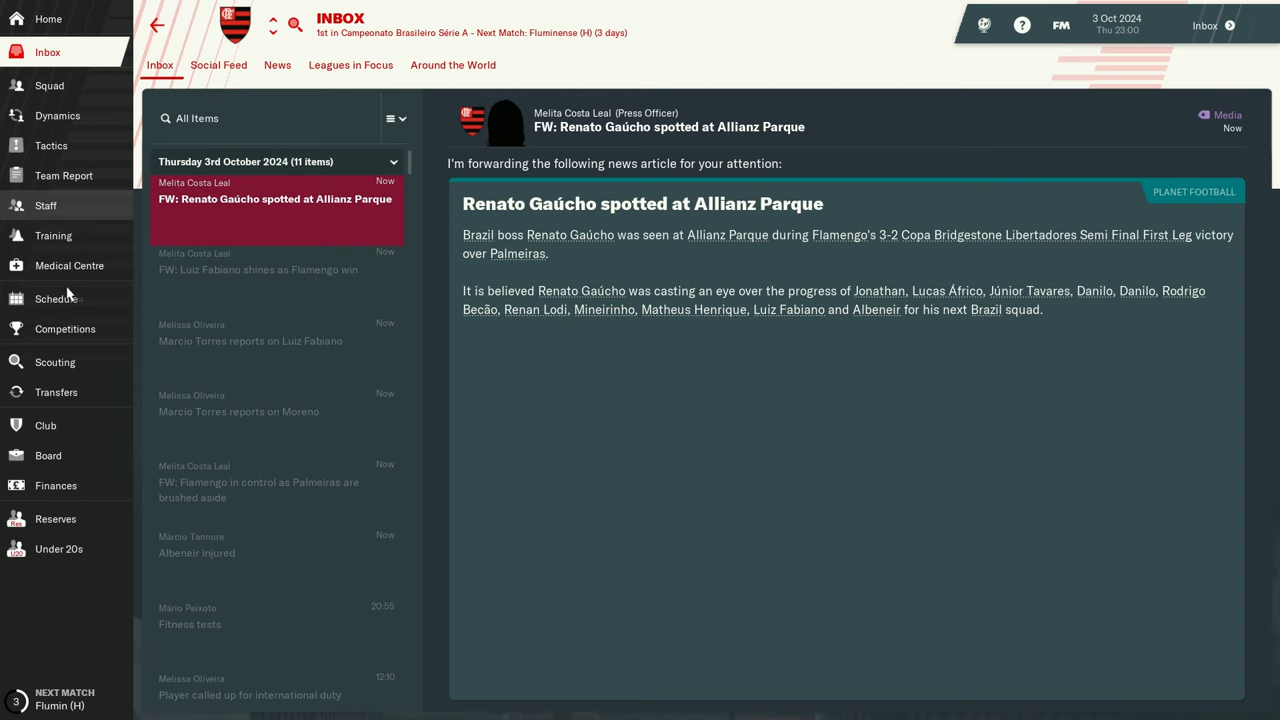 Home
Inbox
Squad
Dynamics
Tactics
Team Report
Staff
Training
Medical Centre
Schedule
Competitions
Scouting
Transfers
Club
Board
Finances
Res
Reserves
U20
Under 20s
3
NEXT MATCH
Flumin (H)
INBOX
1st in Campeonato Brasileiro Série A - Next Match: Fluminense (H) (3 days)
?
FM
3 Oct 2024
Thu 23:00
Inbox
Inbox
Social Feed
News
Leagues in Focus
Around the World
All Items
Thursday 3rd October 2024 (11 items)
Melita Costa Leal
Now
FW: Renato Gaúcho spotted at Allianz Parque
Melita Costa Leal
Now
FW: Luiz Fabiano shines as Flamengo win
Melissa Oliveira
Now
Marcio Torres reports on Luiz Fabiano
Melissa Oliveira
Now
Marcio Torres reports on Moreno
Melita Costa Leal
Now
FW: Flamengo in control as Palmeiras are
brushed aside
Márcio Tannure
Now
Albeneir injured
Mário Peixoto
20:55
Fitness tests
Melissa Oliveira
12:10
Player called up for international duty
Melita Costa Leal (Press Officer)
FW: Renato Gaúcho spotted at Allianz Parque
Media
Now
I'm forwarding the following news article for your attention:
PLANET FOOTBALL
Renato Gaúcho spotted at Allianz Parque
Brazil boss Renato Gaúcho was seen at Allianz Parque during Flamengo's 3-2 Copa Bridgestone Libertadores Semi Final First Leg victory
over Palmeiras.
It is believed Renato Gaúcho was casting an eye over the progress of Jonathan, Lucas África, Júnior Tavares, Danilo, Danilo, Rodrigo
Becão, Renan Lodi, Mineirinho, Matheus Henrique, Luiz Fabiano and Albeneir for his next Brazil squad.